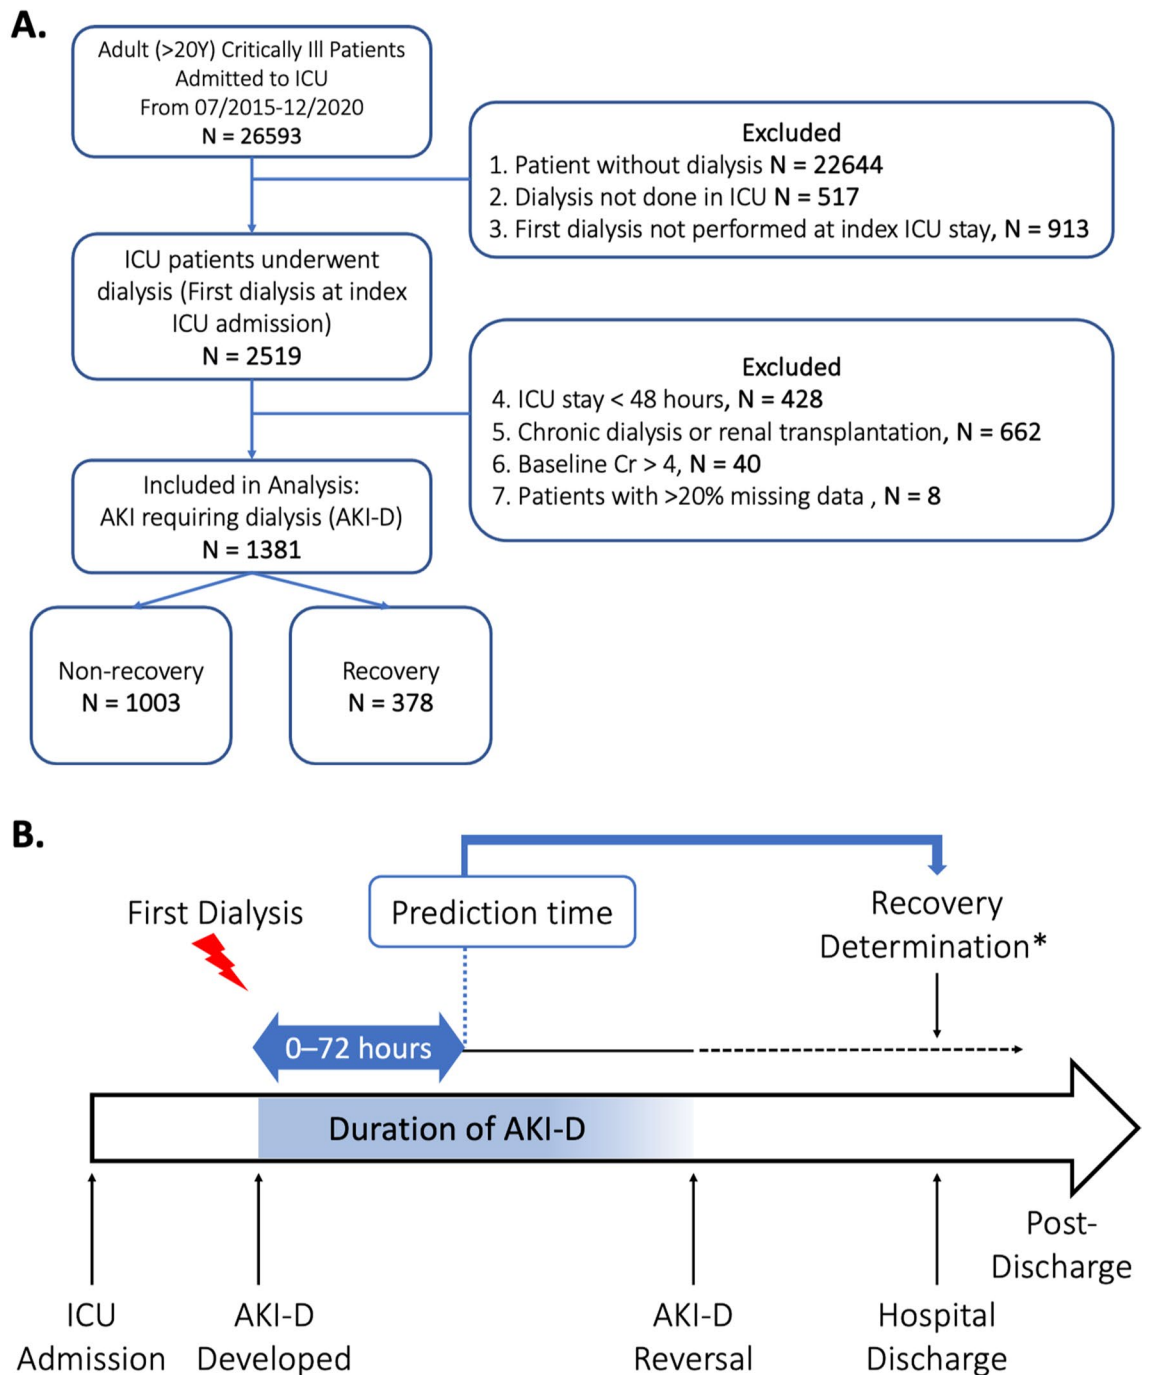 A.
Adult (>20Y) Critically Ill Patients
Admitted to ICU
From 07/2015-12/2020
N = 26593
Excluded
1. Patient without dialysis N = 22644
2. Dialysis not done in ICU N = 517
3. First dialysis not performed at index ICU stay, N = 913
ICU patients underwent
dialysis (First dialysis at index
ICU admission)
N = 2519
Excluded
4. ICU stay < 48 hours, N = 428
5. Chronic dialysis or renal transplantation, N = 662
6. Baseline Cr > 4, N = 40
7. Patients with >20% missing data , N = 8
Included in Analysis:
AKI requiring dialysis (AKI-D)
N = 1381
Non-recovery
N = 1003
Recovery
N = 378
B.
First Dialysis
Prediction time
Recovery
Determination*
0–72 hours
Duration of AKI-D
Post-
Discharge
ICU
Admission
AKI-D
Developed
AKI-D
Reversal
Hospital
Discharge